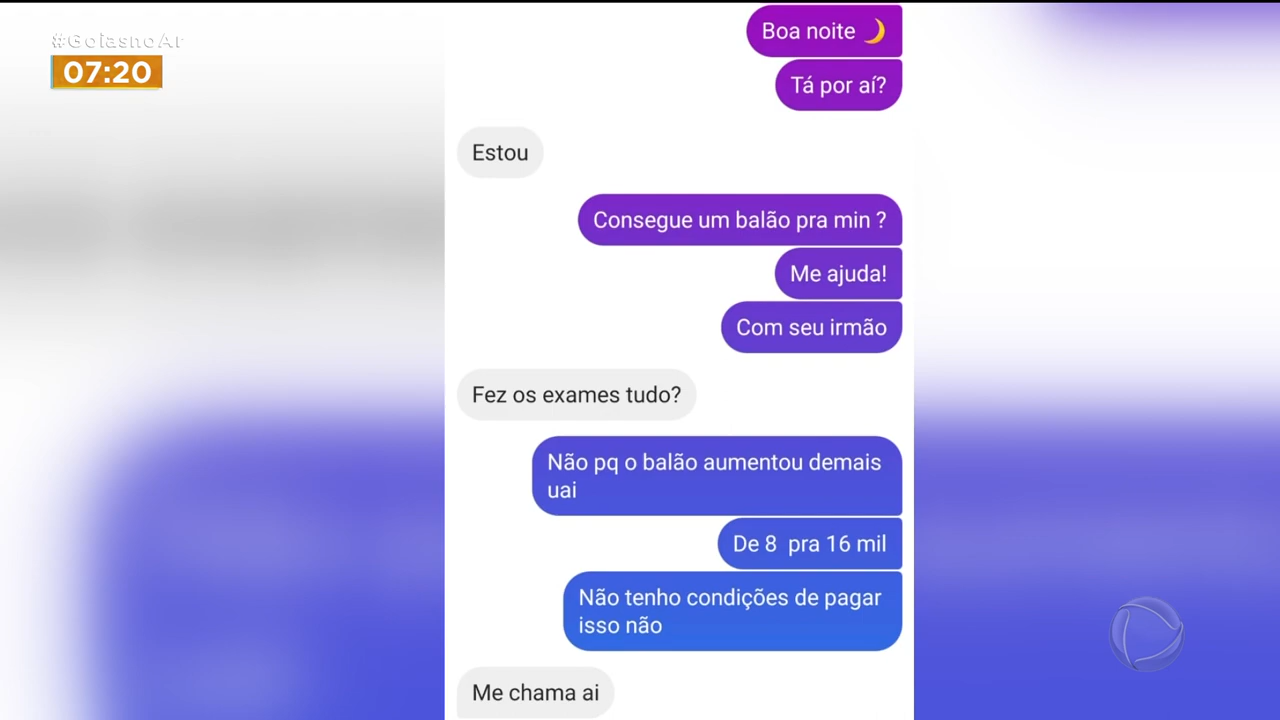 #GoiasnoAr
07:20
Boa noite 🌙
Tá por aí?
Estou
Consegue um balão pra min ?
Me ajuda!
Com seu irmão
Fez os exames tudo?
Não pq o balão aumentou demais
uai
De 8 pra 16 mil
Não tenho condições de pagar
isso não
Me chama ai